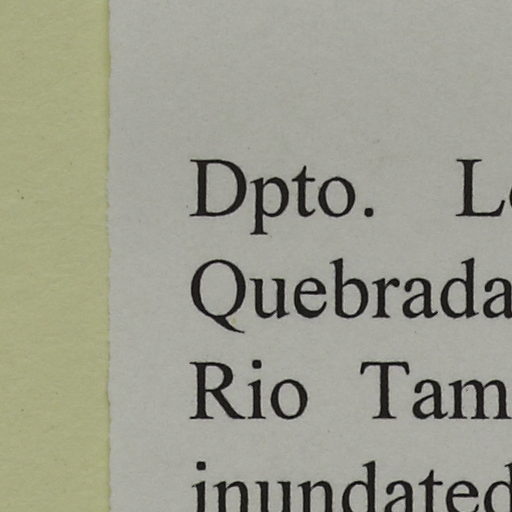 Dpto.
Quebrada
Rio Tam
inundated